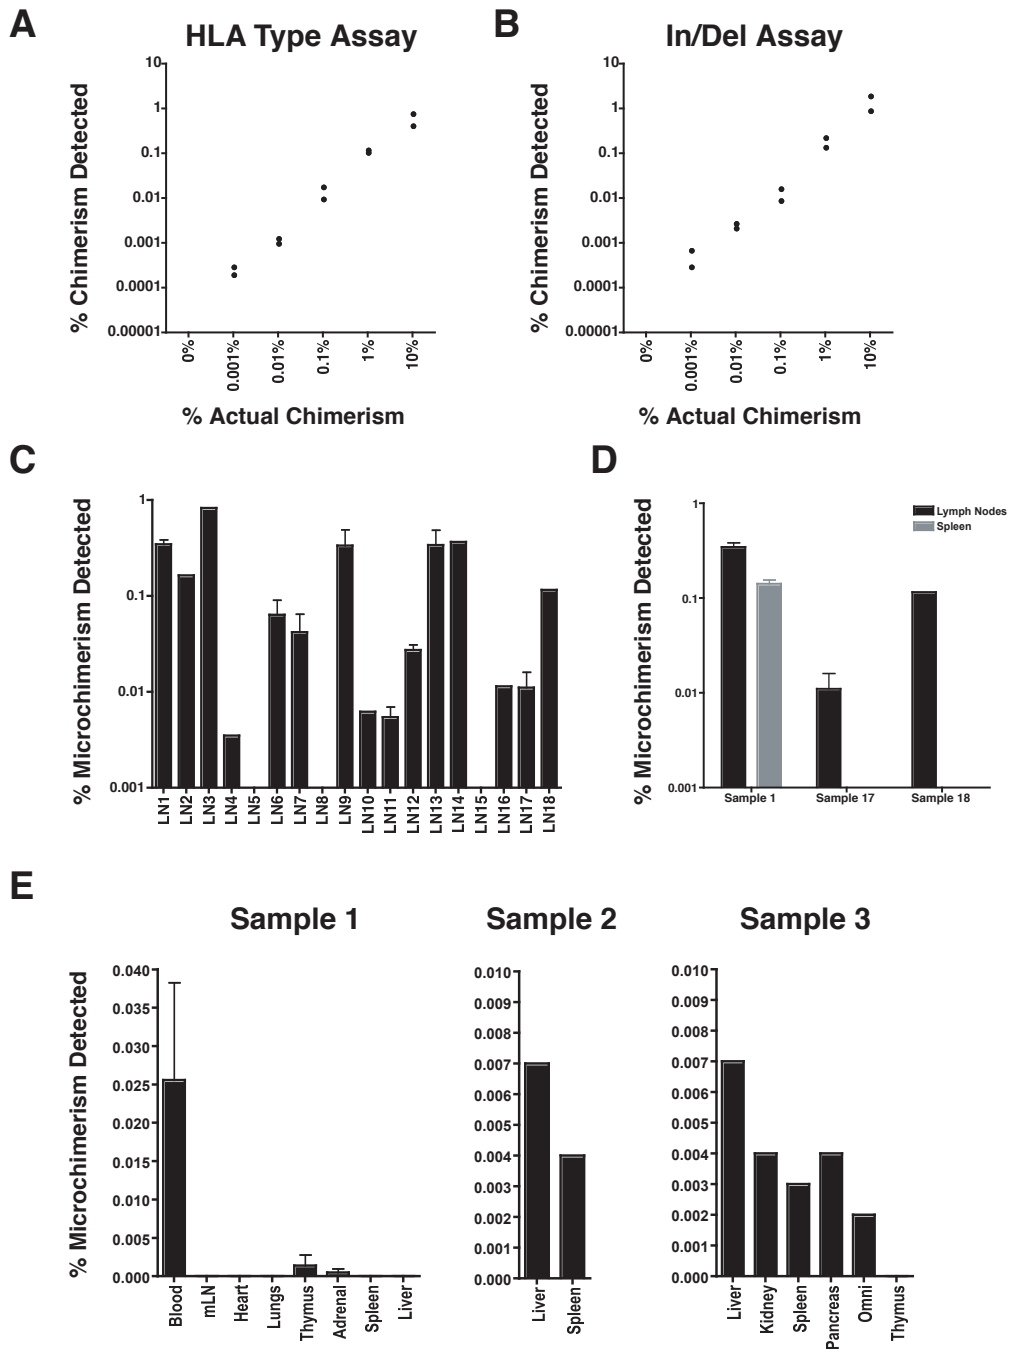 A
HLA Type Assay
% Chimerism Detected
10
1
0.1
0.01
0.001
0.0001
0.00001
0%
0.001%
0.01%
0.1%
1%
10%
% Actual Chimerism
B
In/Del Assay
% Chimerism Detected
10
1
0.1
0.01
0.001
0.0001
0.00001
0%
0.001%
0.01%
0.1%
1%
10%
% Actual Chimerism
C
% Microchimerism Detected
1
0.1
0.01
0.001
LN1
LN2
LN3
LN4
LN5
LN6
LN7
LN8
LN9
LN10
LN11
LN12
LN13
LN14
LN15
LN16
LN17
LN18
D
% Microchimerism Detected
1
0.1
0.01
0.001
Lymph Nodes
Spleen
Sample 1
Sample 17
Sample 18
E
Sample 1
% Microchimerism Detected
0.040
0.035
0.030
0.025
0.020
0.015
0.010
0.005
0.000
Blood
mLN
Heart
Lungs
Thymus
Adrenal
Spleen
Liver
Sample 2
0.010
0.009
0.008
0.007
0.006
0.005
0.004
0.003
0.002
0.001
0.000
Liver
Spleen
Sample 3
0.010
0.009
0.008
0.007
0.006
0.005
0.004
0.003
0.002
0.001
0.000
Liver
Kidney
Spleen
Pancreas
Omni
Thymus